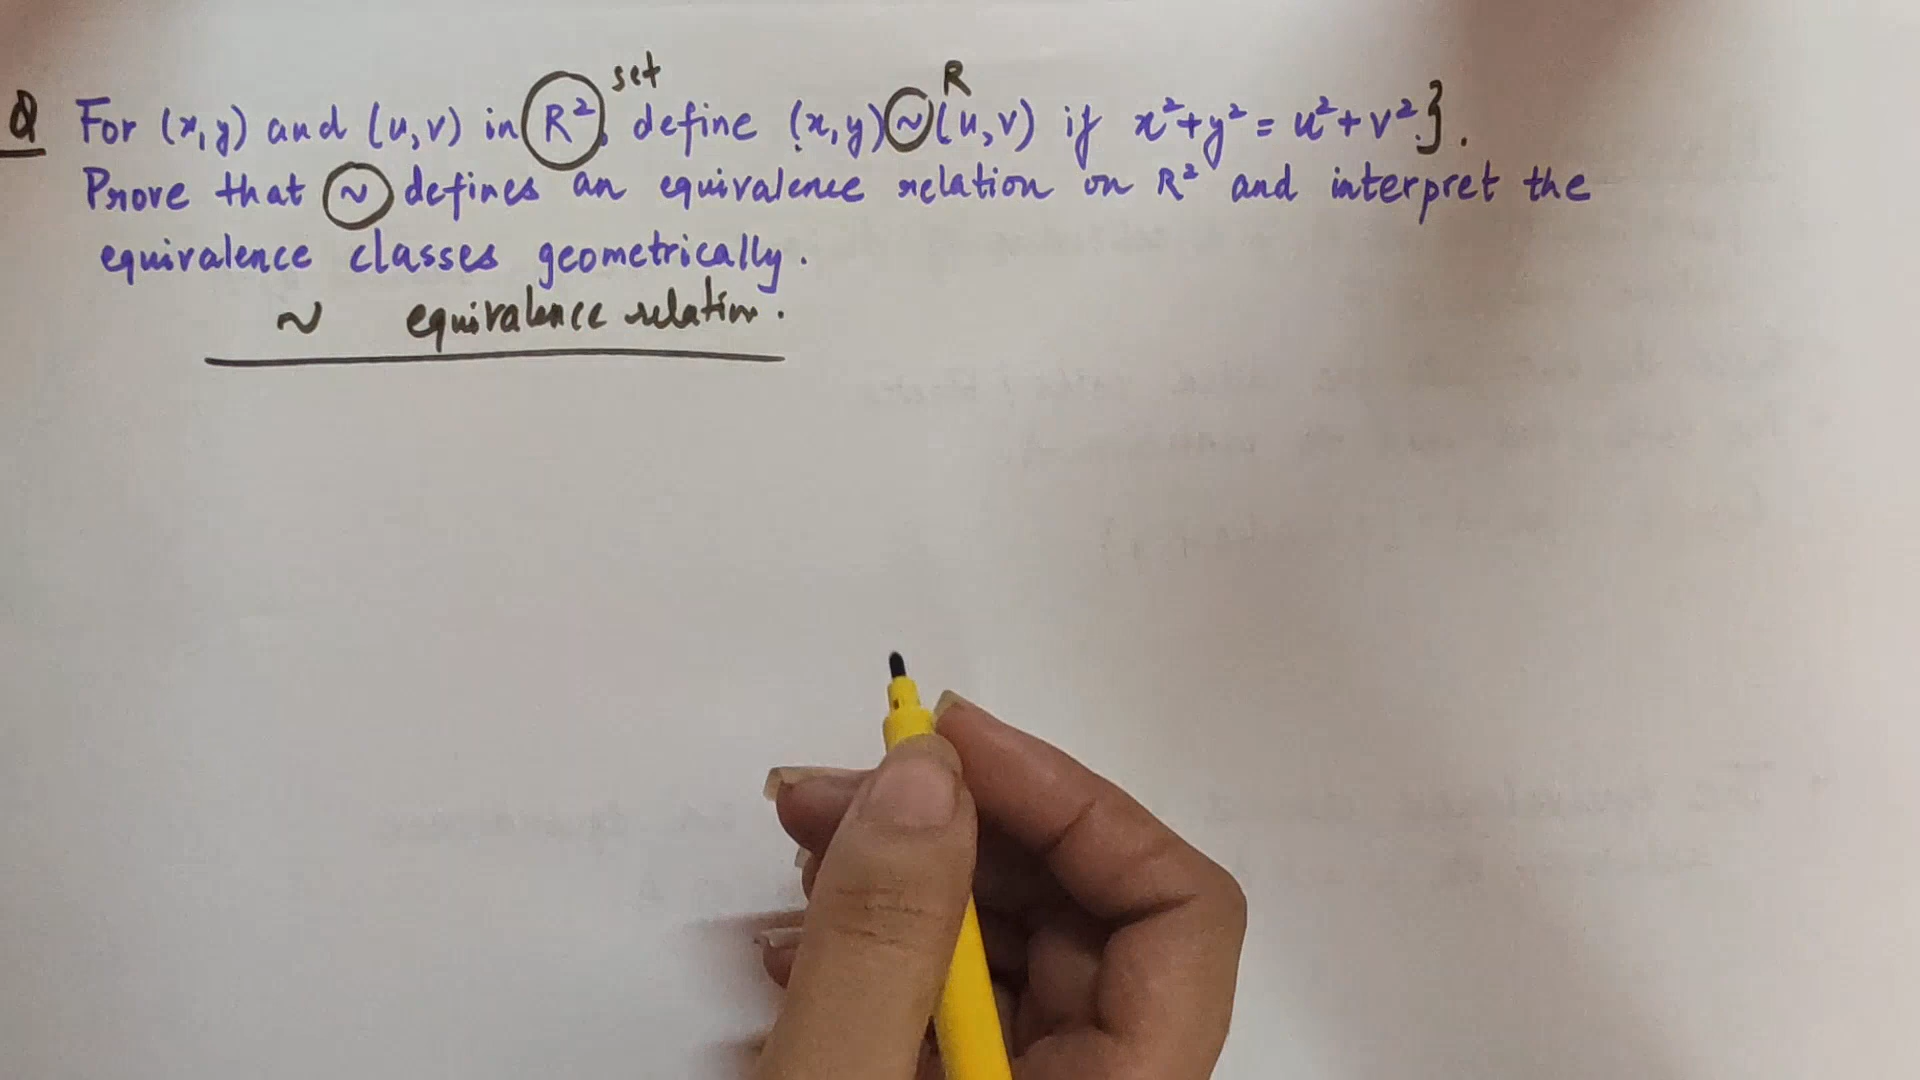 set R
Q For (x,y) and (u,v) in R², define (x,y)~(u,v) if x²+y² = u²+v².}.
Prove that ~ defines an equivalence relation on R² and interpret the
equivalence classes geometrically.
~ equivalence relation.